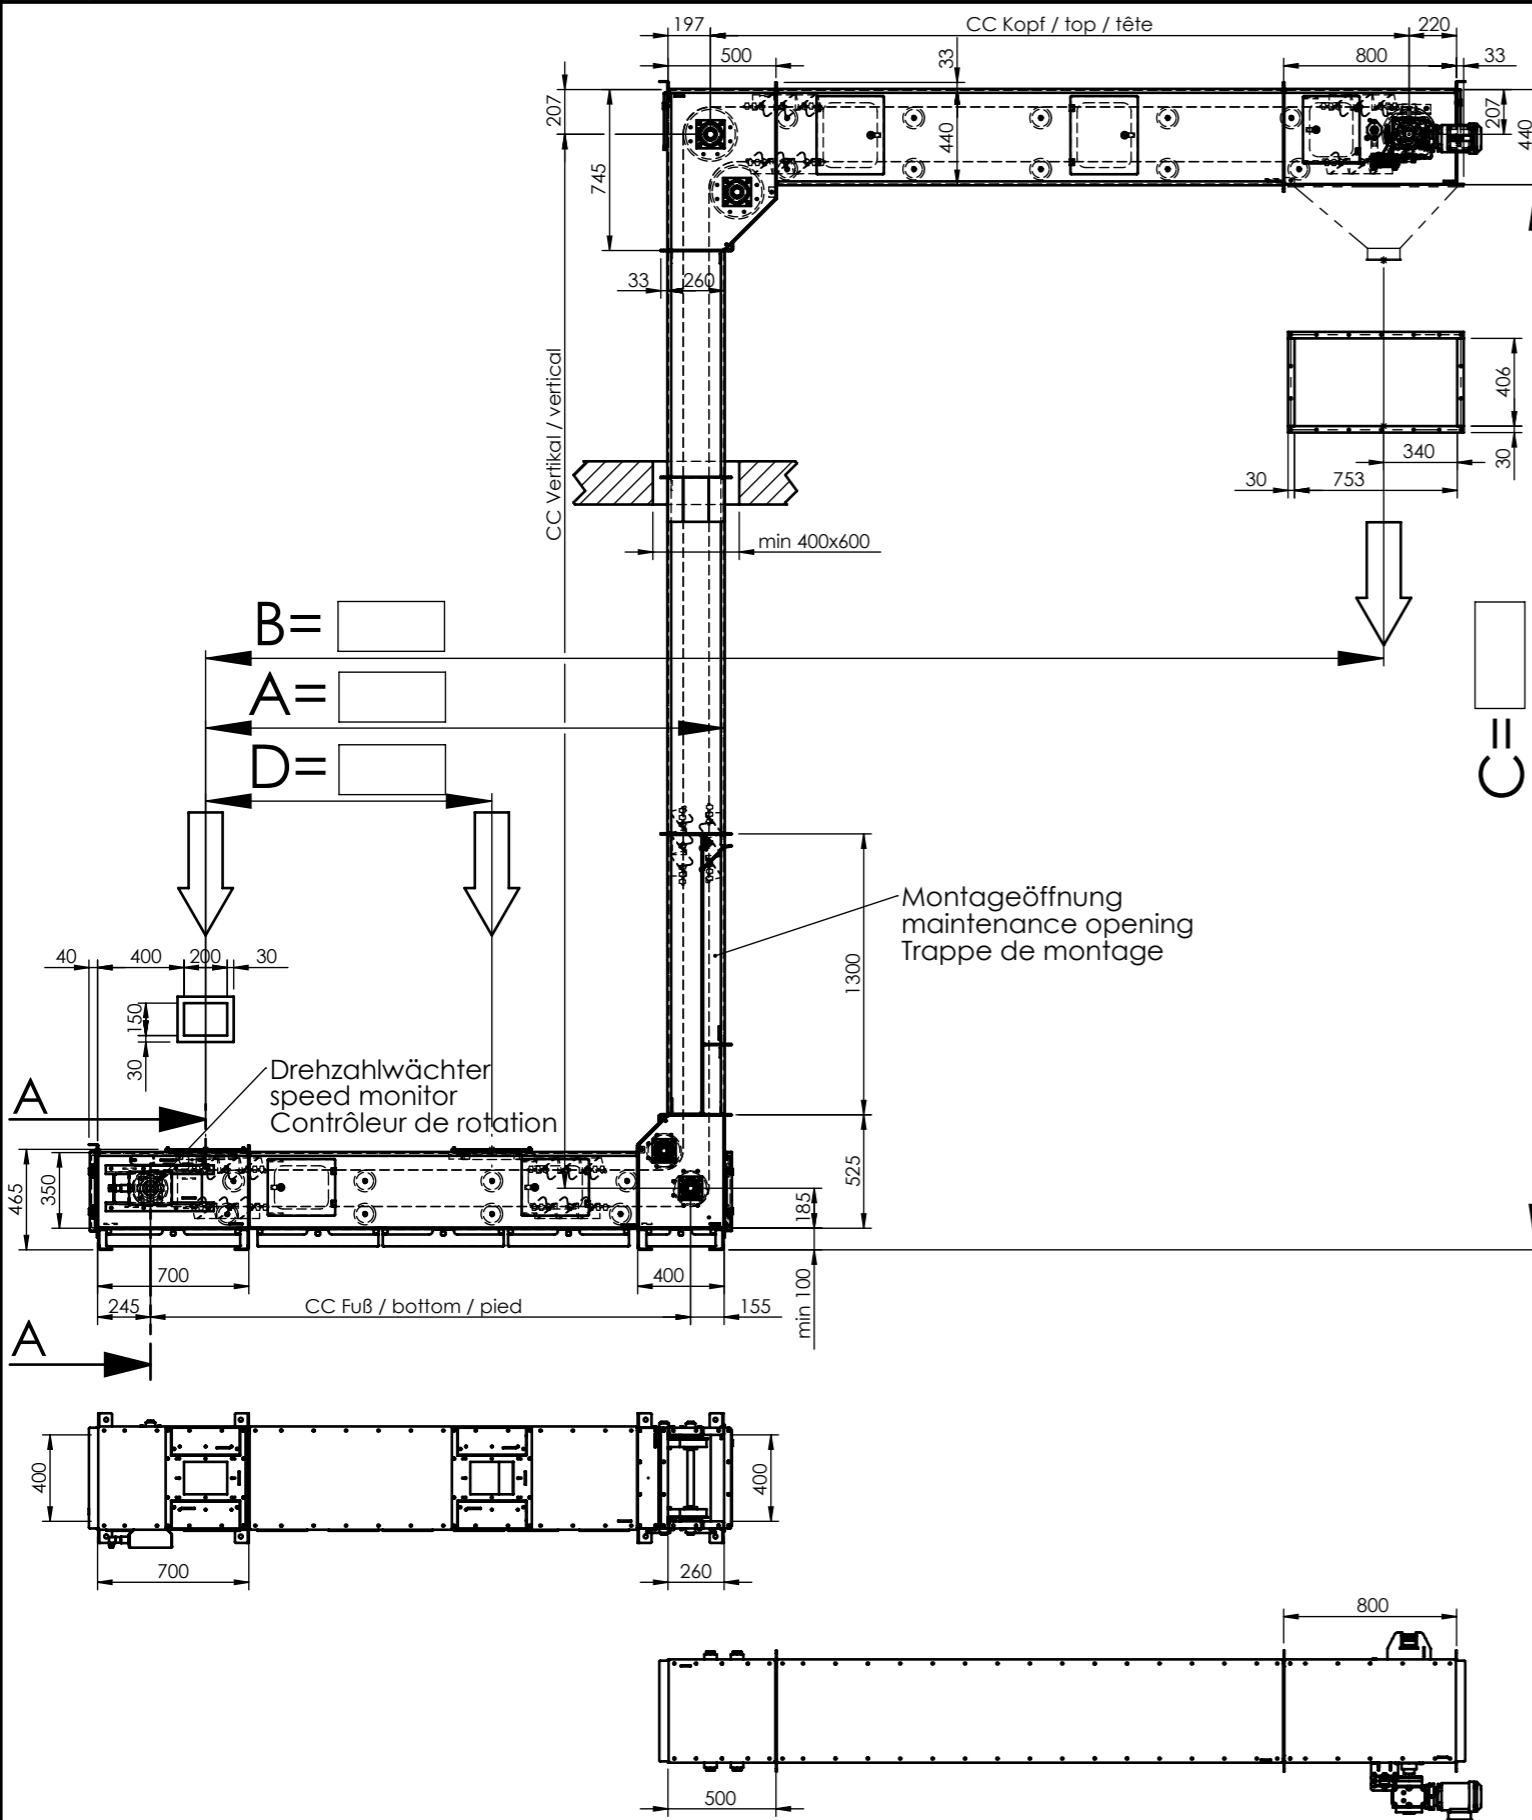 197
CC Kopf / top / tête
220
500
33
800
33
207
440
207
440
745
33
260
CC Vertikal / vertical
406
340
30
30
753
min 400x600
B=
A=
D=
C=
Montageöffnung
maintenance opening
Trappe de montage
1300
40
400
200
30
150
30
Drehzahlwächter
speed monitor
Contrôleur de rotation
A
465
350
525
185
700
400
min 100
245
CC Fuß / bottom / pied
155
A
400
400
700
260
800
500